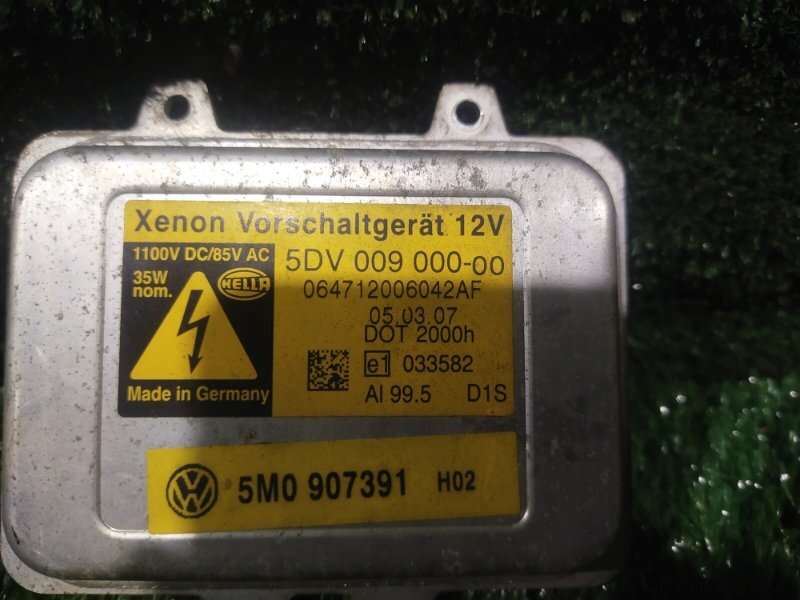 Xenon Vorschaltgerät 12V
1100V DC/85V AC
35W
nom.
HELLA
Made in Germany
5DV 009 000-00
064712006042AF
05.03.07
DOT 2000h
e1 033582
Al 99.5 D1S
VW
5M0 907391 H02